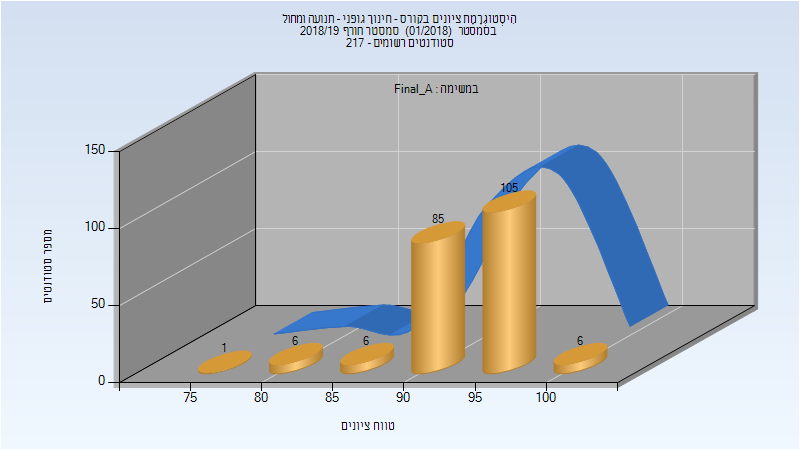 היסטוגרמת ציונים בקורס - חינוך גופני - תנועה ומחול
בסמסטר (01/2018) סמסטר חורף 2018/19
סטודנטים רשומים - 217
במשימה : Final_A
150
100
50
0
מספר סטודנטים
1
6
6
85
105
6
75
80
85
90
95
100
טווח ציונים